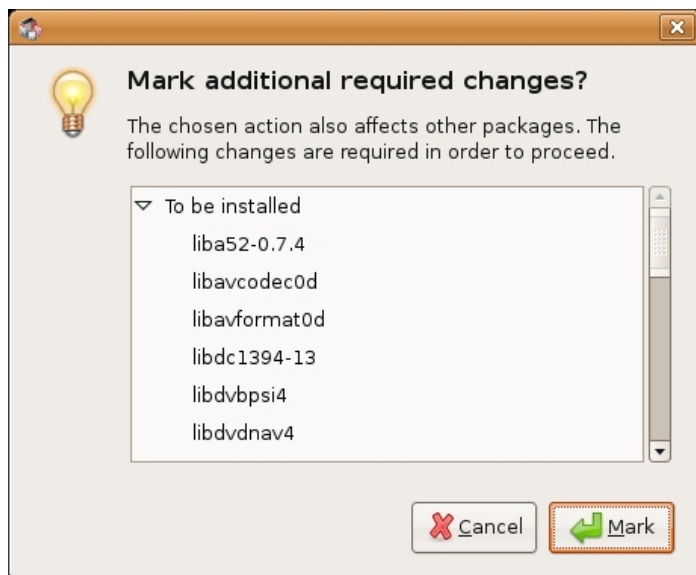 Mark additional required changes?
The chosen action also affects other packages. The
following changes are required in order to proceed.
To be installed
liba52-0.7.4
libavcodec0d
libavformat0d
libdc1394-13
libdvbpsi4
libdvdnav4
Cancel
Mark